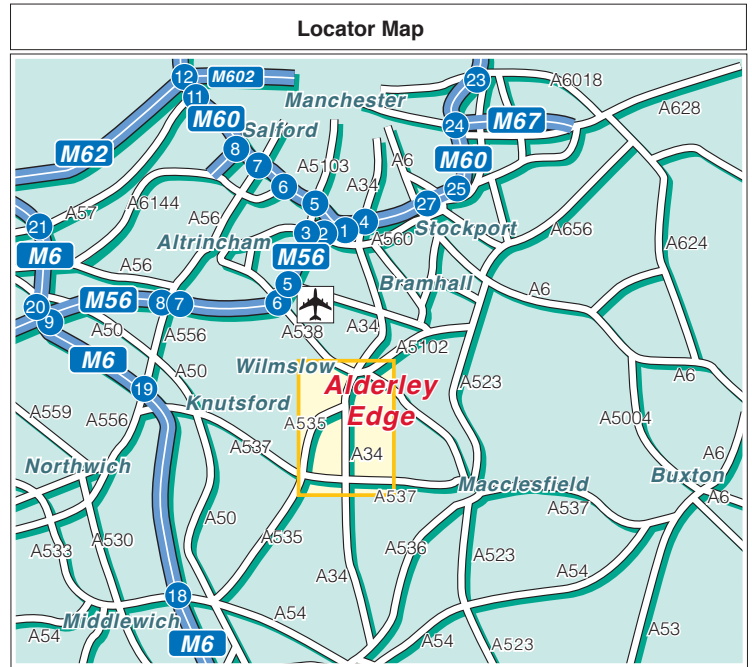 Locator Map
12
M602
23
A6018
11
Manchester
A628
M60
24
M67
Salford
M62
8
7
A5103
A6
M60
6
A34
25
A6144
5
27
A57
A56
4
21
3
2
1
Stockport
A656
Altrincham
A560
M6
M56
A624
A56
5
Bramhall
A6
20
M56
8
7
6
9
A50
A556
A538
A34
A5102
M6
Wilmslow
A6
A50
19
Alderley
Edge
A523
Knutsford
A559
A556
A535
A5004
A537
A34
A6
Northwich
Buxton
Macclesfield
A537
A537
A6
A50
A530
A533
A535
A536
A523
A34
A54
18
A54
Middlewich
A53
A54
M6
A54
A523